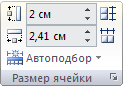 2 см
2,41 см
Автоподбор
Размер ячейки